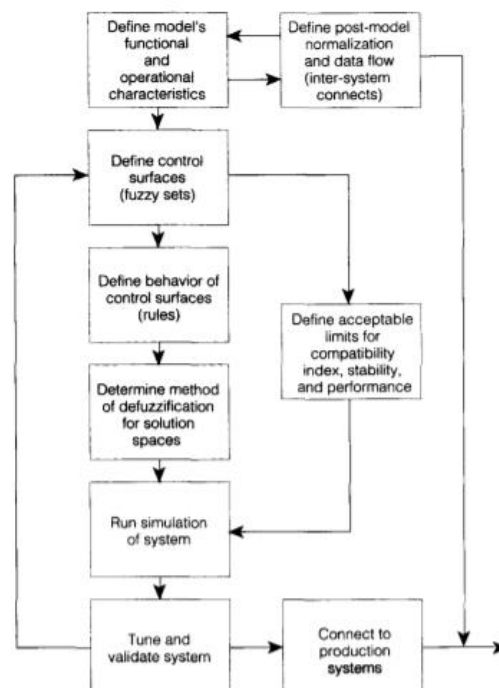 Define model's
functional
and
operational
characteristics
Define post-model
normalization
and data flow
(inter-system
connects)
Define control
surfaces
(fuzzy sets)
Define behavior of
control surfaces
(rules)
Define acceptable
limits for
compatibility
index, stability,
and performance
Determine method
of defuzzification
for solution
spaces
Run simulation
of system
Tune and
validate system
Connect to
production
systems